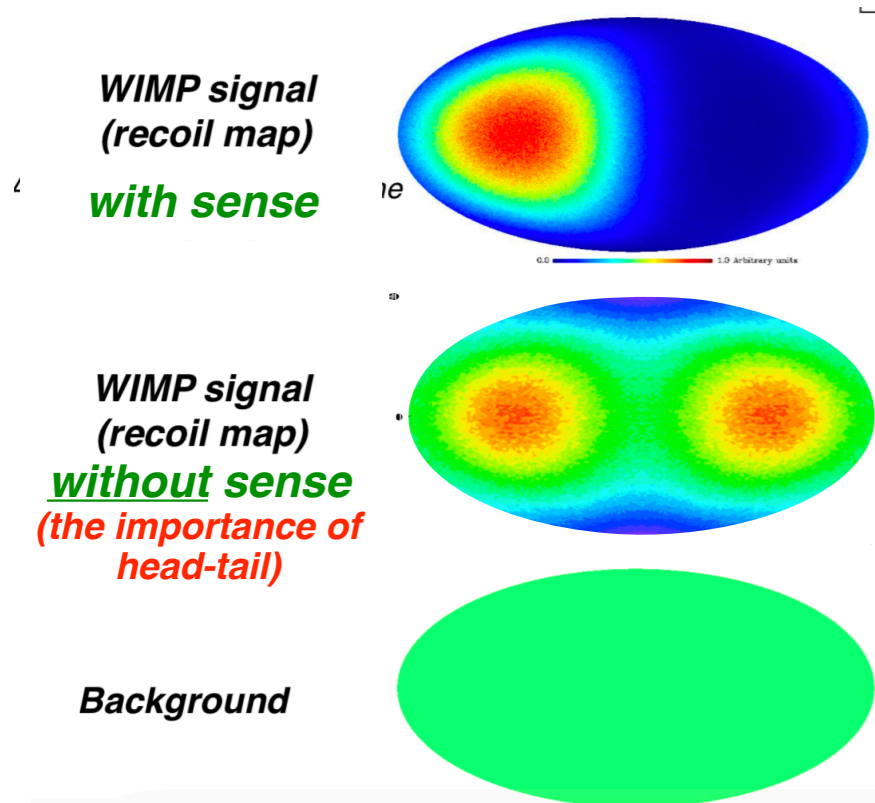 WIMP signal
(recoil map)
with sense
0.0 1.0 Arbitrary units
WIMP signal
(recoil map)
without sense
(the importance of
head-tail)
Background